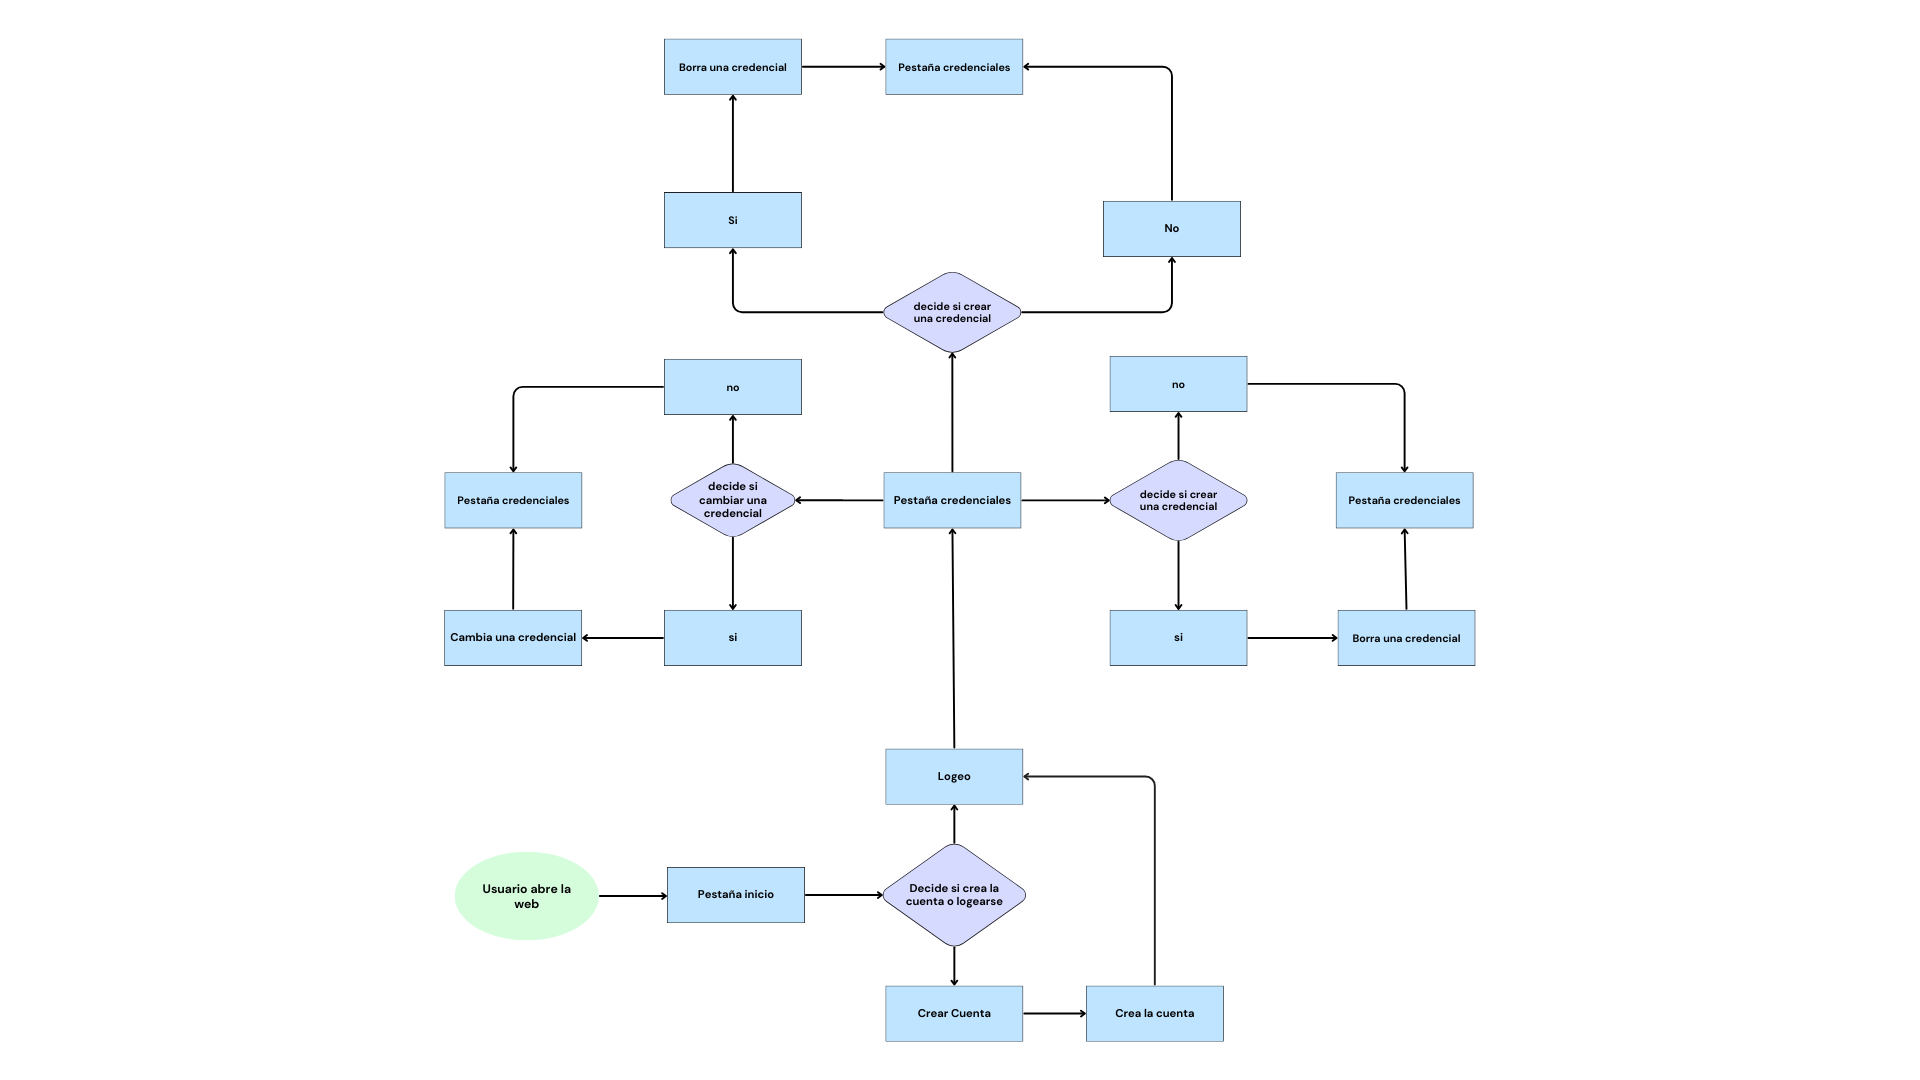 Borra una credencial
Pestaña credenciales
Si
No
decide si crear
una credencial
no
no
Pestaña credenciales
decide si
cambiar una
credencial
Pestaña credenciales
decide si crear
una credencial
Pestaña credenciales
Cambia una credencial
si
si
Borra una credencial
Logeo
Usuario abre la
web
Pestaña inicio
Decide si crea la
cuenta o logearse
Crear Cuenta
Crea la cuenta